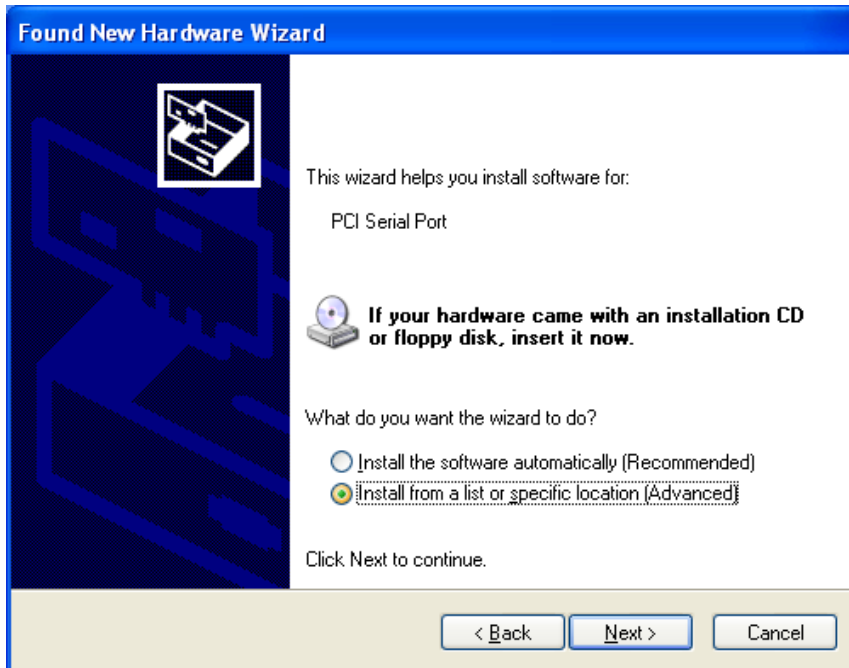 Found New Hardware Wizard
This wizard helps you install software for:
PCI Serial Port
If your hardware came with an installation CD
or floppy disk, insert it now.
What do you want the wizard to do?
Install the software automatically (Recommended)
Install from a list or specific location (Advanced)
Click Next to continue.
< Back
Next >
Cancel